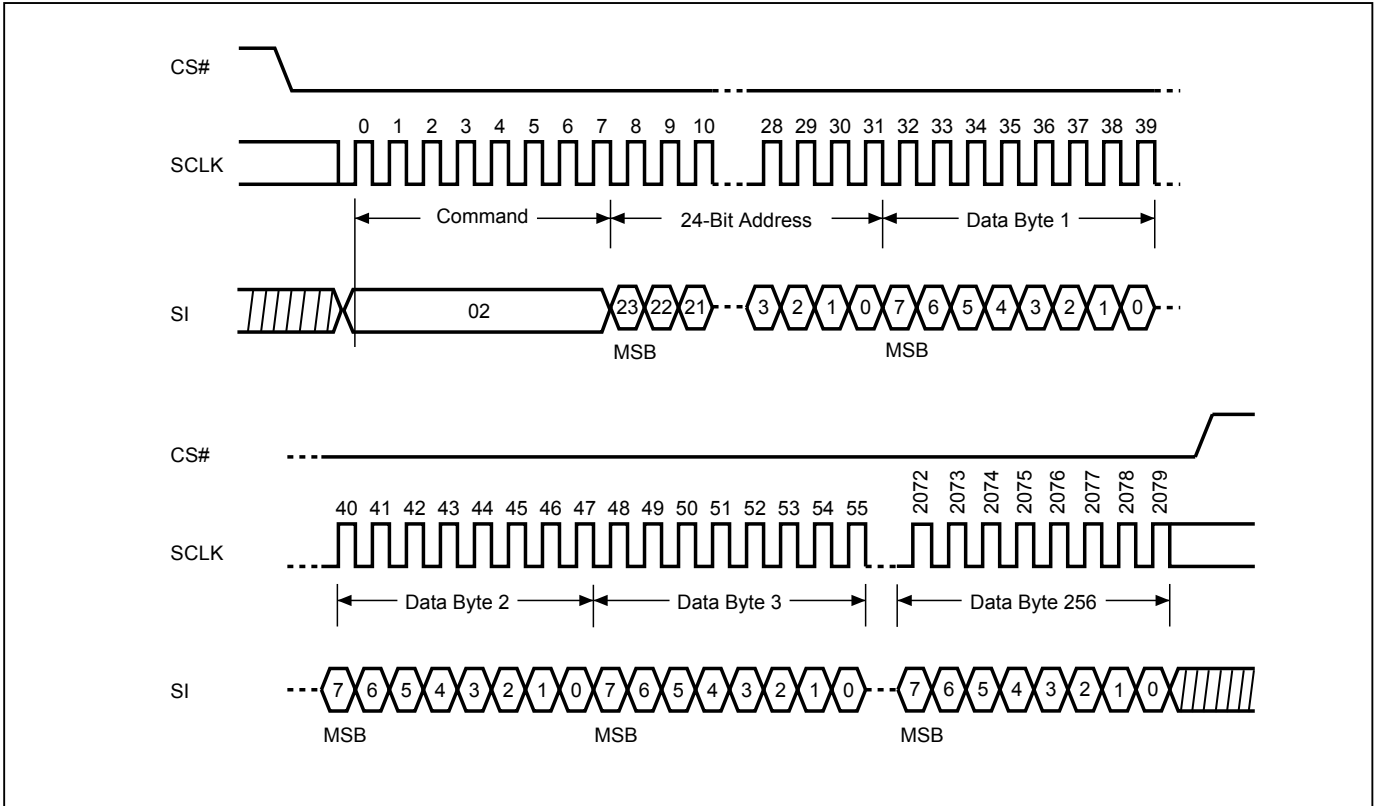 CS#
0 1 2 3 4 5 6 7 8 9 10 28 29 30 31 32 33 34 35 36 37 38 39
SCLK
Command 24-Bit Address Data Byte 1
SI 02 23 22 21 3 2 1 0 7 6 5 4 3 2 1 0
MSB MSB
CS#
40 41 42 43 44 45 46 47 48 49 50 51 52 53 54 55 2072 2073 2074 2075 2076 2077 2078 2079
SCLK
Data Byte 2 Data Byte 3 Data Byte 256
SI 7 6 5 4 3 2 1 0 7 6 5 4 3 2 1 0 7 6 5 4 3 2 1 0
MSB MSB MSB